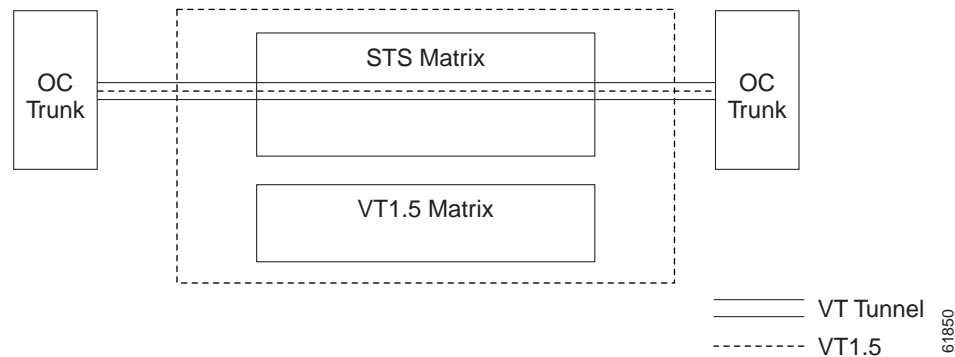 OC
Trunk
STS Matrix
OC
Trunk
VT1.5 Matrix
VT Tunnel
VT1.5
61850